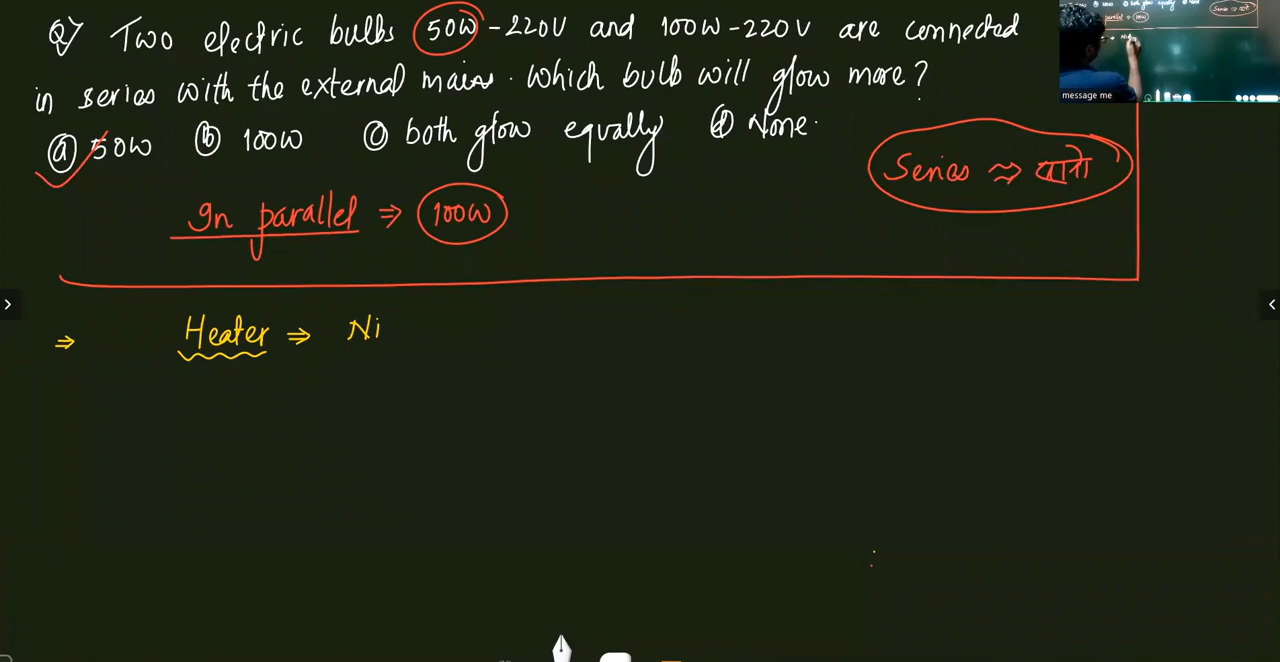 Q> Two electric bulbs 50W-220V and 100W-220V are connected
in series with the external mains. Which bulb will glow more?
(a) 50W (b) 100W (c) both glow equally (d) None.
Series ⇒
In parallel ⇒ 100W
⇒ Heater ⇒ Ni
message me